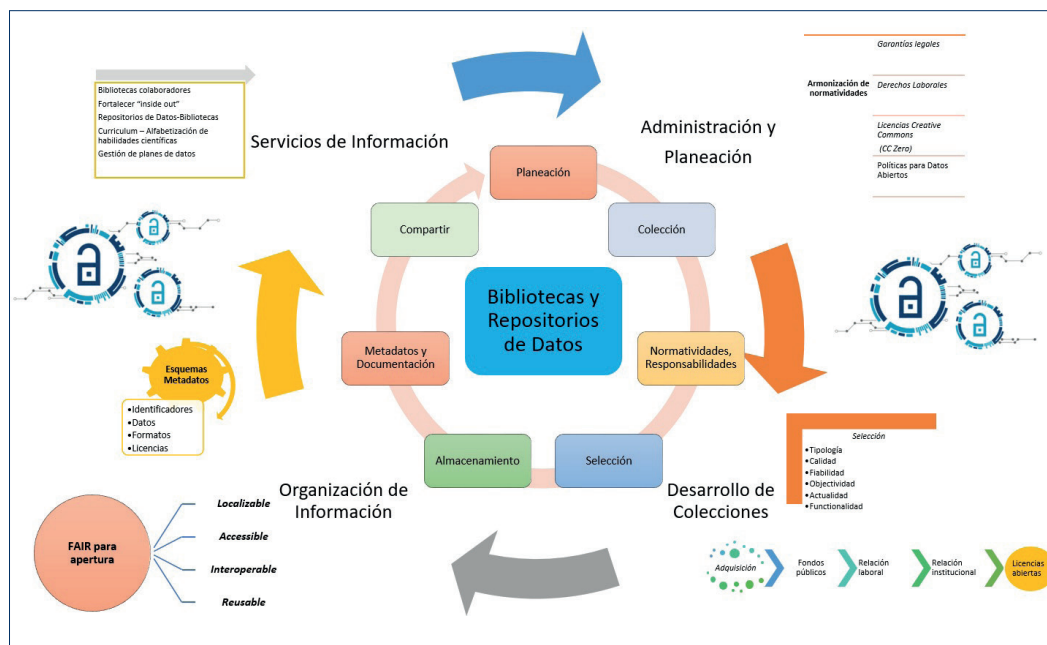 Bibliotecas colaboradores
Fortalecer “inside out”
Repositorios de Datos-Bibliotecas
Curriculum – Alfabetización de
habilidades científicas
Gestión de planes de datos
Servicios de Información
Administración y
Planeación
Garantías legales
Armonización de
normatividades
Derechos Laborales
Licencias Creative
Commons
(CC Zero)
Políticas para Datos
Abiertos
Planeación
Compartir
Colección
Bibliotecas y
Repositorios
de Datos
Metadatos y
Documentación
Normatividades,
Responsabilidades
Almacenamiento
Selección
Esquemas
Metadatos
•Identificadores
•Datos
•Formatos
•Licencias
Selección
•Tipología
•Calidad
•Fiabilidad
•Objectividad
•Actualidad
•Functionalidad
Organización de
Información
Desarrollo de
Colecciones
FAIR para
apertura
Localizable
Accessible
Interoperable
Reusable
Adquisición
Fondos
públicos
Relación
laboral
Relación
institucional
Licencias
abiertas